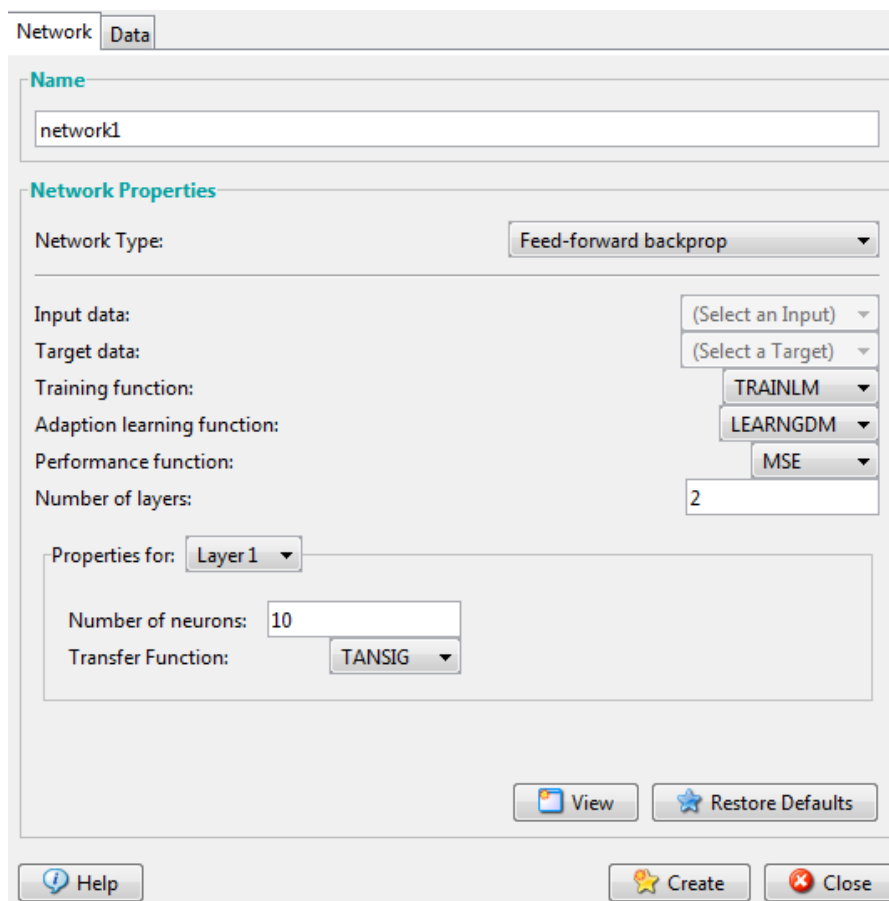 Network Data
Name
network1
Network Properties
Network Type: Feed-forward backprop
Input data: (Select an Input)
Target data: (Select a Target)
Training function: TRAINLM
Adaption learning function: LEARNGDM
Performance function: MSE
Number of layers: 2
Properties for: Layer 1
Number of neurons: 10
Transfer Function: TANSIG
View Restore Defaults
Help Create Close